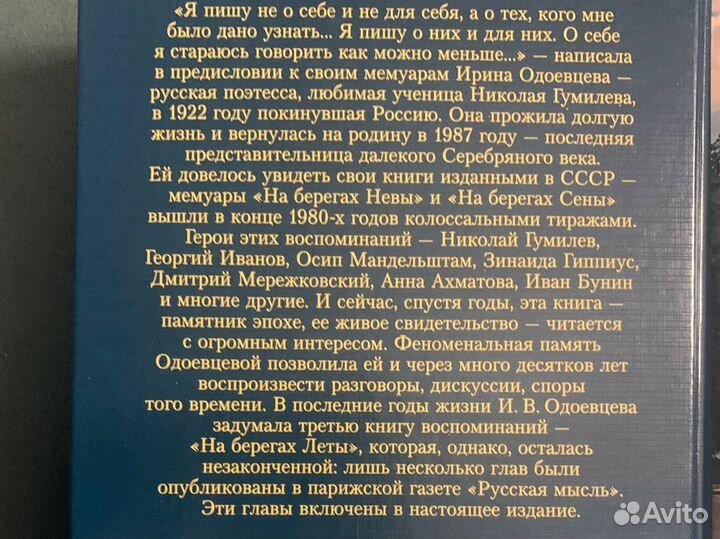 «Я пишу не о себе и не для себя, а о тех, кого мне
было дано узнать... Я пишу о них и для них. О себе
я стараюсь говорить как можно меньше...» — написала
в предисловии к своим мемуарам Ирина Одоевцева —
русская поэтесса, любимая ученица Николая Гумилева,
в 1922 году покинувшая Россию. Она прожила долгую
жизнь и вернулась на родину в 1987 году — последняя
представительница далекого Серебряного века.
Ей довелось увидеть свои книги изданными в СССР —
мемуары «На берегах Невы» и «На берегах Сены»
вышли в конце 1980-х годов колоссальными тиражами.
Герои этих воспоминаний — Николай Гумилев,
Георгий Иванов, Осип Мандельштам, Зинаида Гиппиус,
Дмитрий Мережковский, Анна Ахматова, Иван Бунин
и многие другие. И сейчас, спустя годы, эта книга —
памятник эпохе, ее живое свидетельство — читается
с огромным интересом. Феноменальная память
Одоевцевой позволила ей и через много десятков лет
воспроизвести разговоры, дискуссии, споры
того времени. В последние годы жизни И. В. Одоевцева
задумала третью книгу воспоминаний —
«На берегах Леты», которая, однако, осталась
незаконченной: лишь несколько глав были
опубликованы в парижской газете «Русская мысль».
Эти главы включены в настоящее издание.
Avito